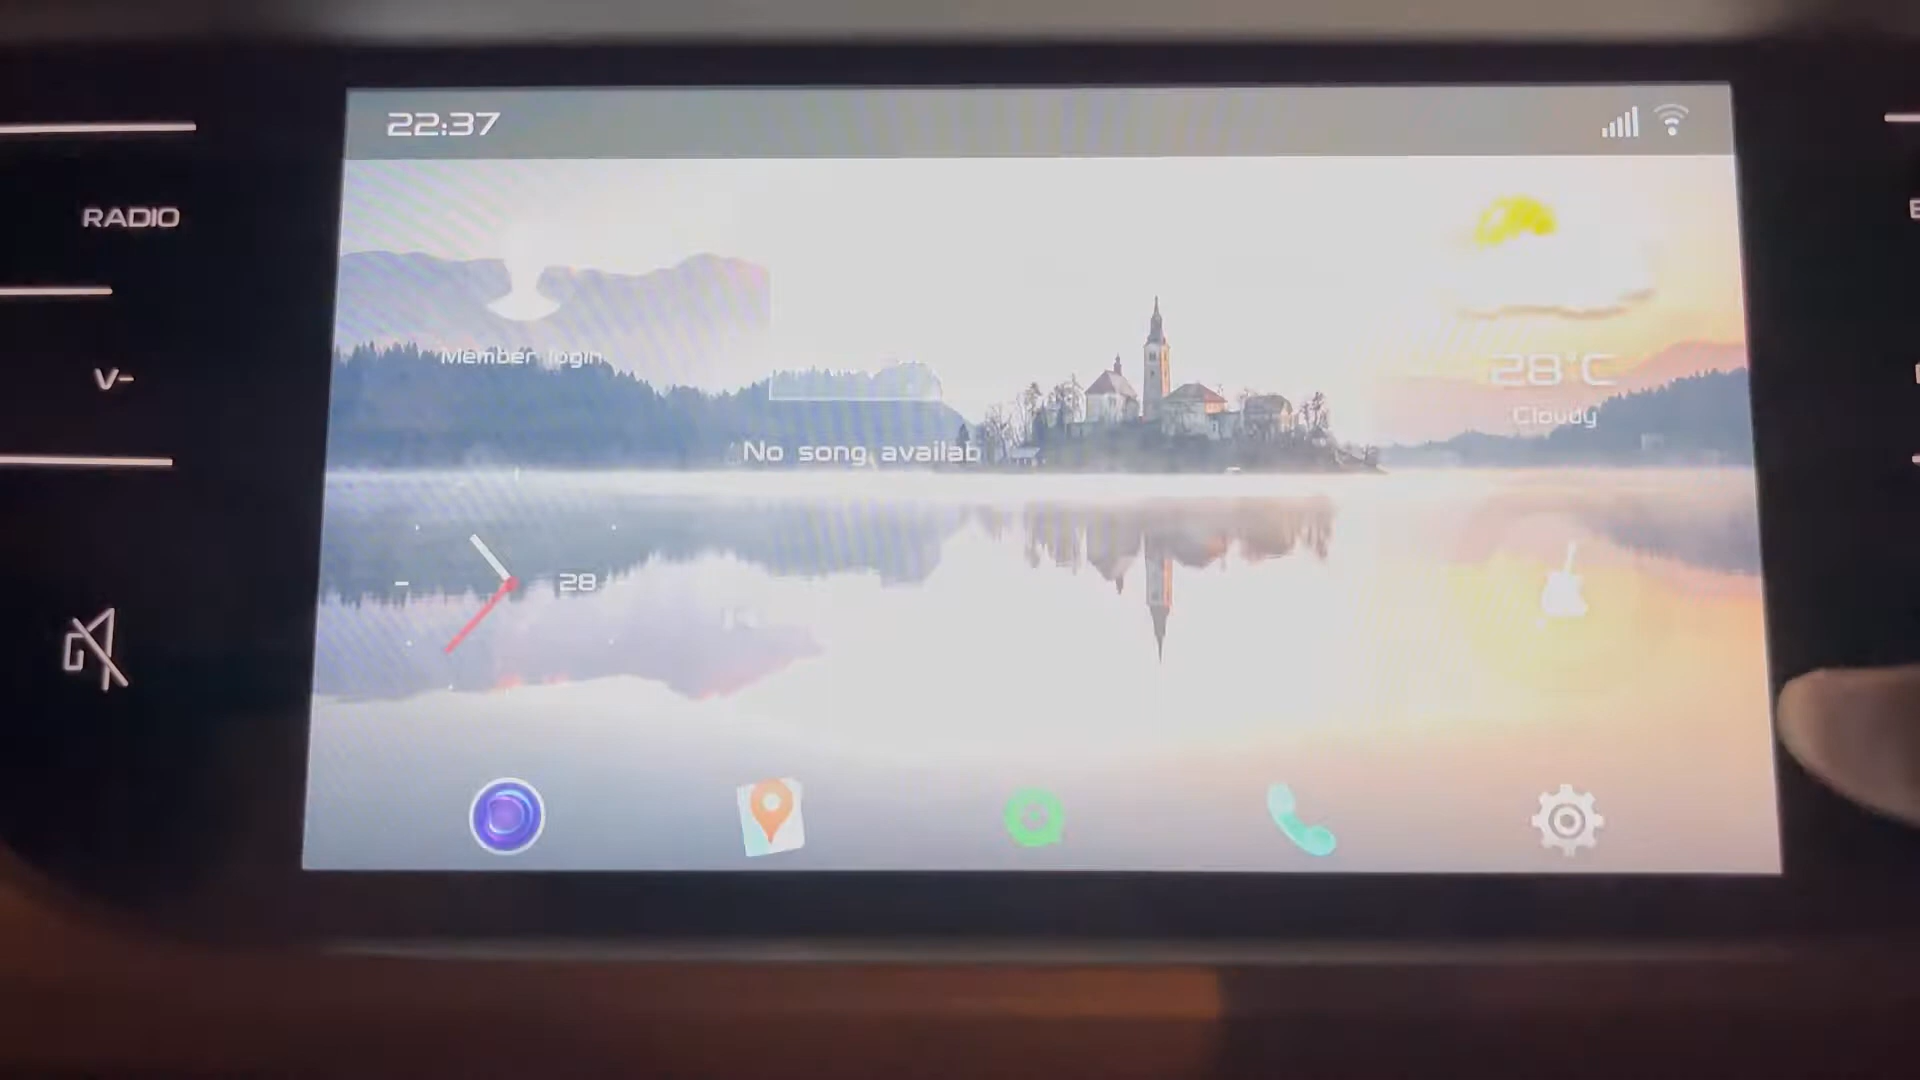 22:37
RADIO
V-
Member login
28°C
Cloudy
No song availab
28